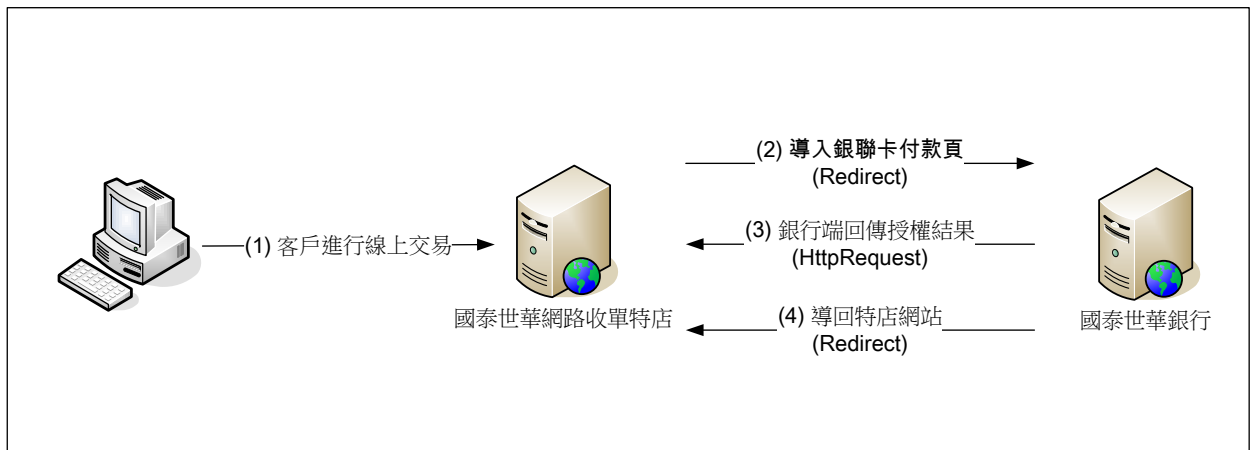 (2) 導入銀聯卡付款頁
(Redirect)
(1) 客戶進行線上交易
(3) 銀行端回傳授權結果
(HttpRequest)
國泰世華網路收單特店
(4) 導回特店網站
(Redirect)
國泰世華銀行